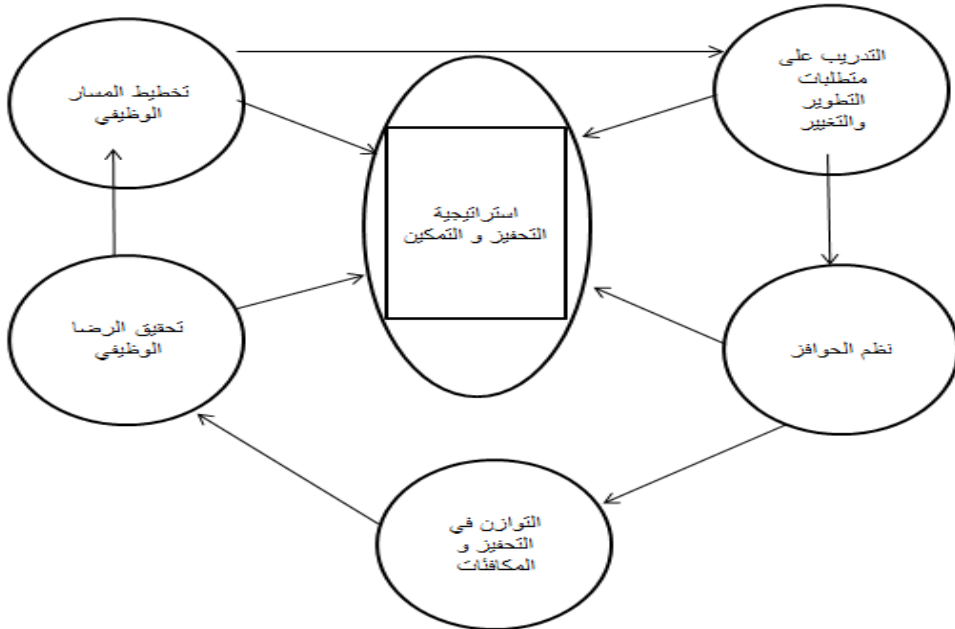 التدريب على
متطلبات
التطوير
والتغيير
تخطيط المسار
الوظيفي
استراتيجية
التحفيز و التمكين
تحقيق الرضا
الوظيفي
نظم الحوافز
التوازن في
التحفيز و
المكافئات